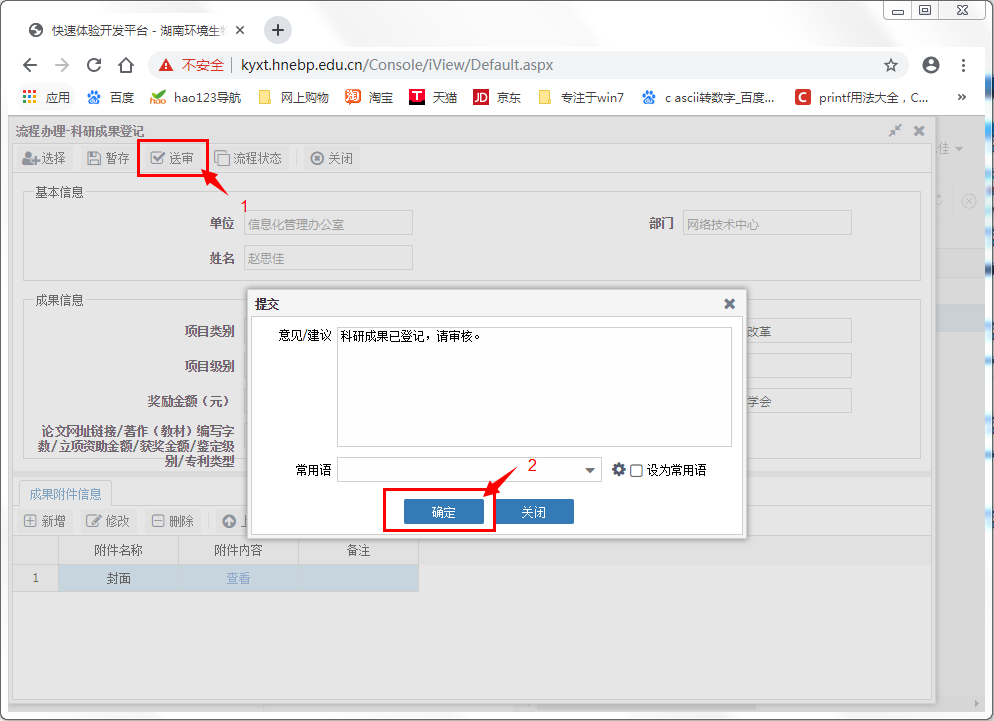 快速体验开发平台 - 湖南环境生物
不安全 kyxt.hnebp.edu.cn/Console/iView/Default.aspx
应用 百度 hao123导航 网上购物 淘宝 天猫 京东 专注于win7 c ascii转数字_百度... printf用法大全，C... »
流程办理-科研成果登记
选择 暂存 送审 流程状态 关闭
佳
1
基本信息
单位 信息化管理办公室 部门 网络技术中心
姓名 赵思佳
成果信息
提交
意见/建议 科研成果已登记，请审核。
项目类别 改革
项目级别
奖励金额（元） 学会
论文网址链接/著作（教材）编写字
数/立项资助金额/获奖金额/鉴定级
别/专利类型
常用语 设为常用语
2
确定 关闭
成果附件信息
新增 修改 删除
附件名称 附件内容 备注
1 封面 查看